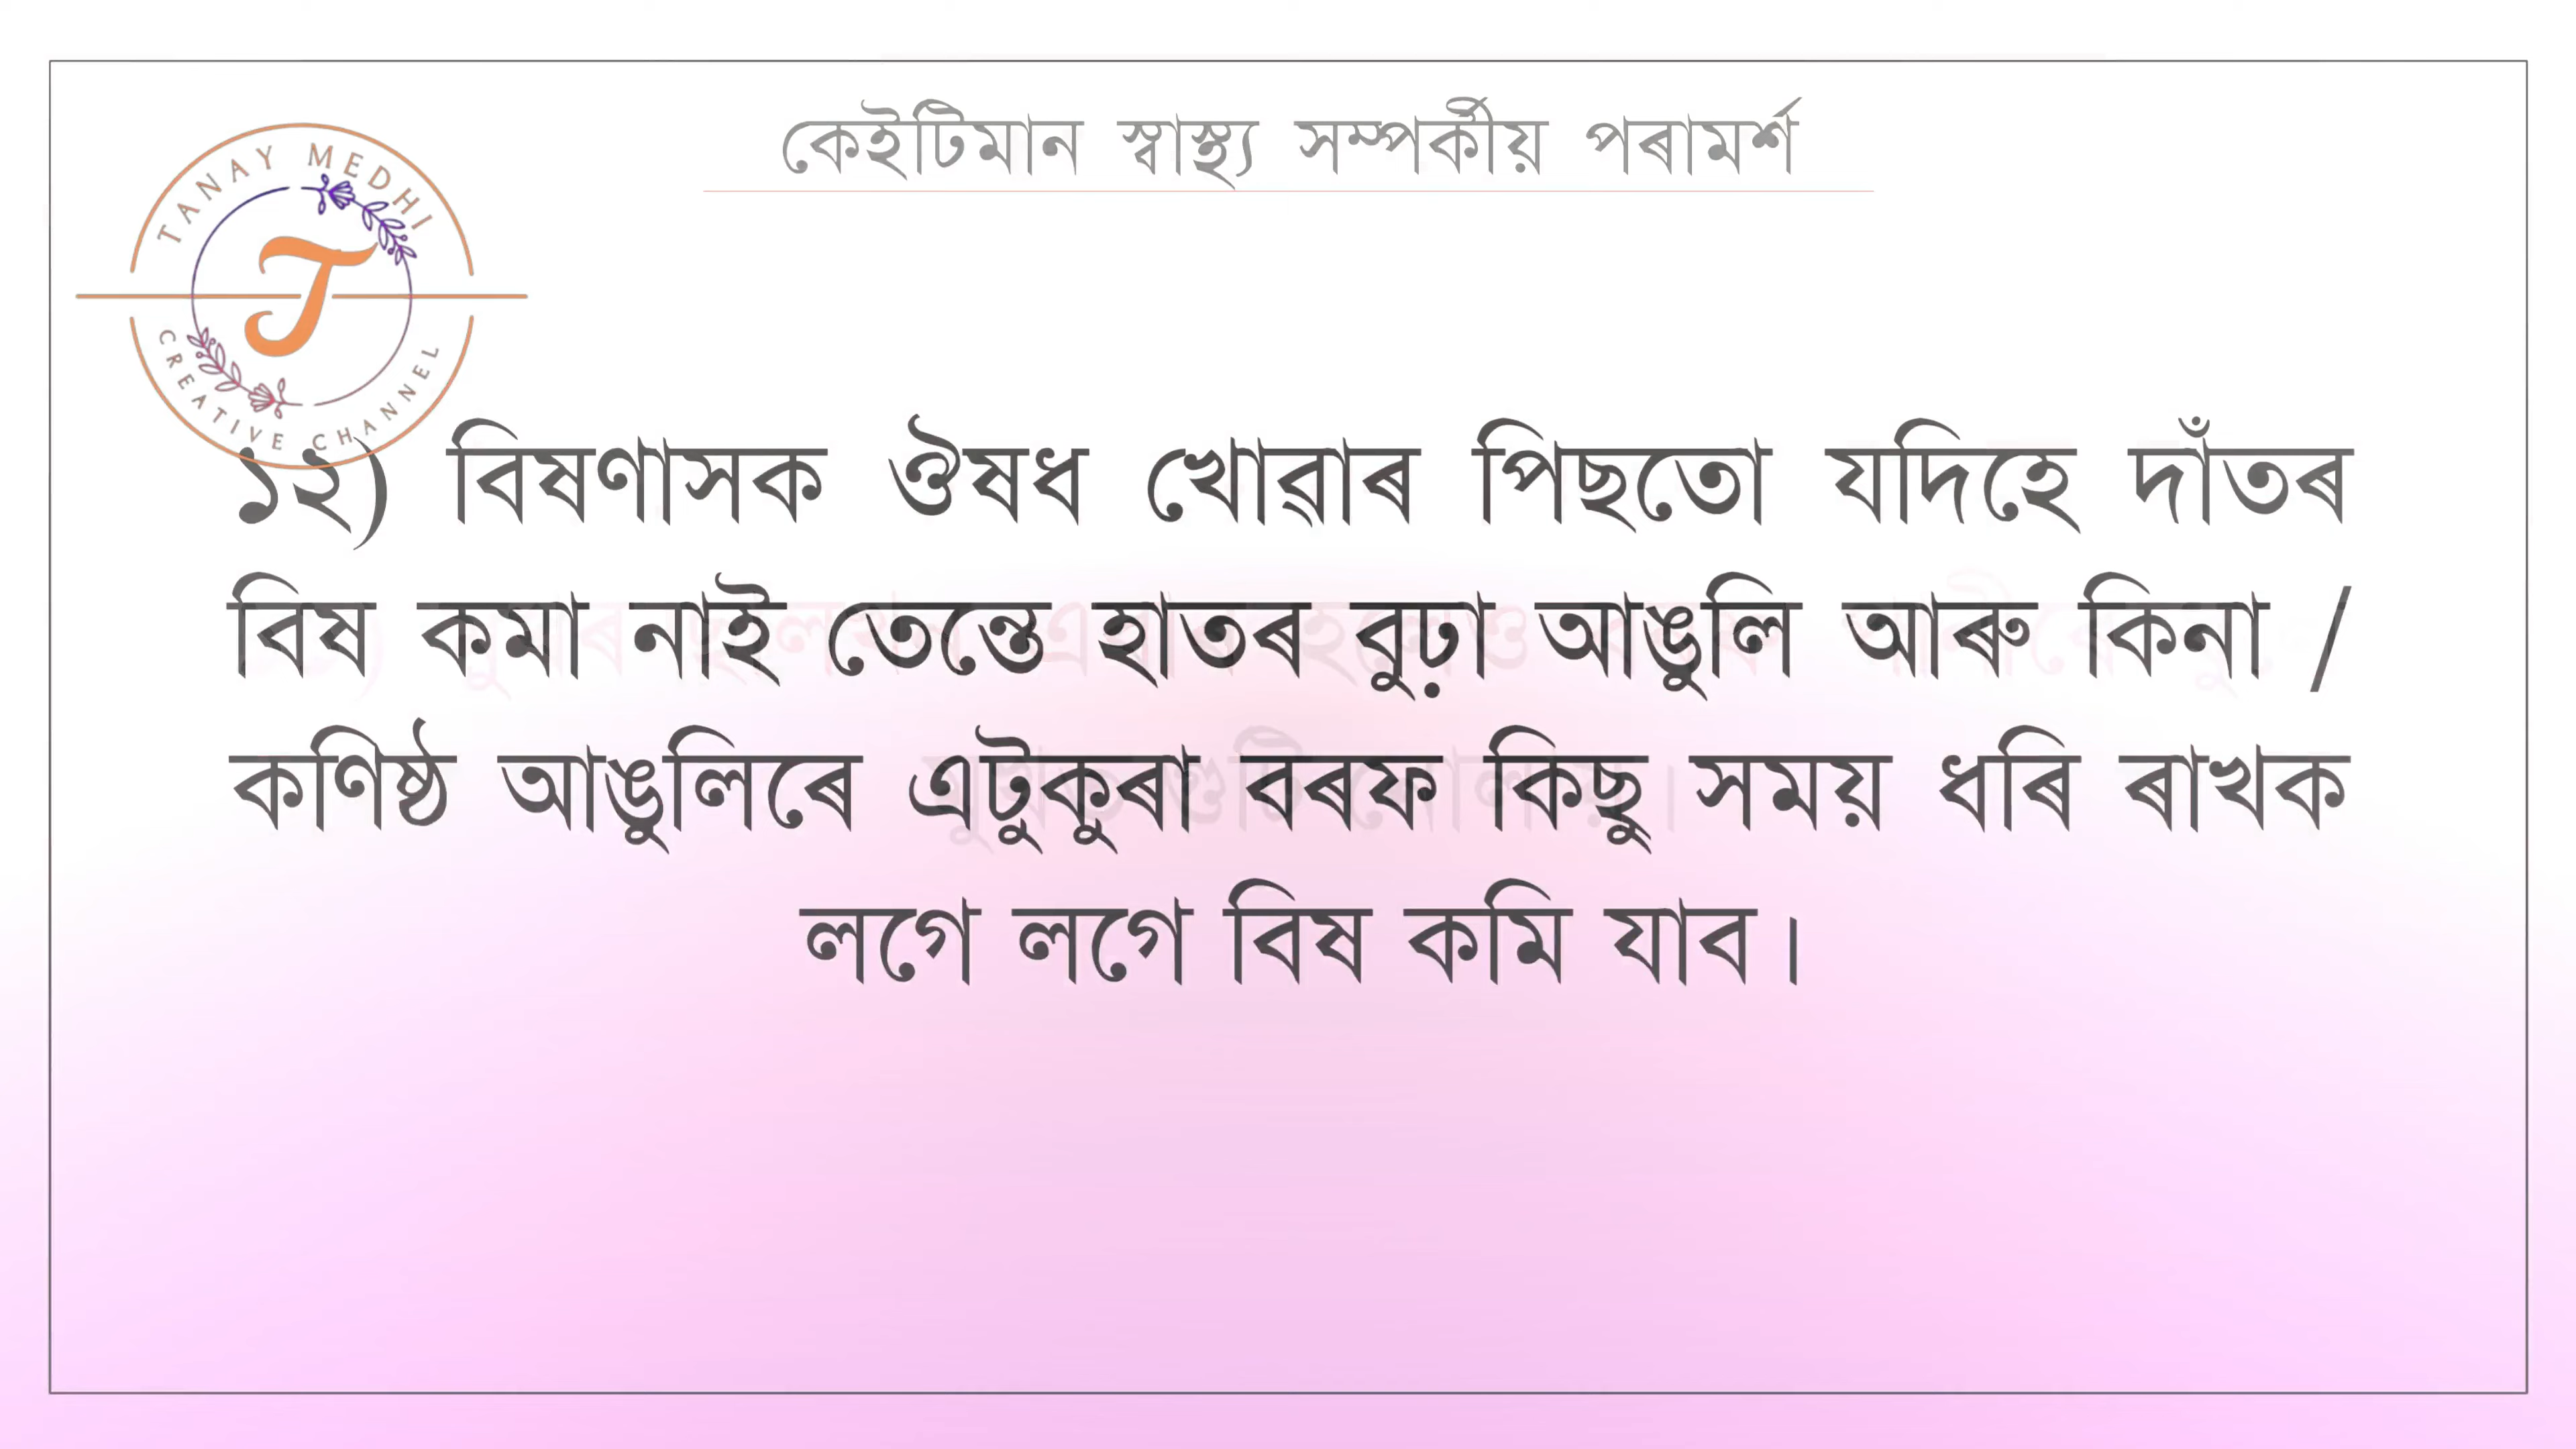 কেইটিমান স্বাস্থ্য সম্পৰ্কীয় পৰামৰ্শ
TANAY MEDHI
T
CREATIVE CHANNEL
১২) বিষণাসক ঔষধ খোৱাৰ পিছতো যদিহে দাঁতৰ
বিষ কমা নাই তেন্তে হাতৰ বুঢ়া আঙুলি আৰু কিনা /
কণিষ্ঠ আঙুলিৰে এটুকুৰা বৰফ কিছু সময় ধৰি ৰাখক
লগে লগে বিষ কমি যাব।